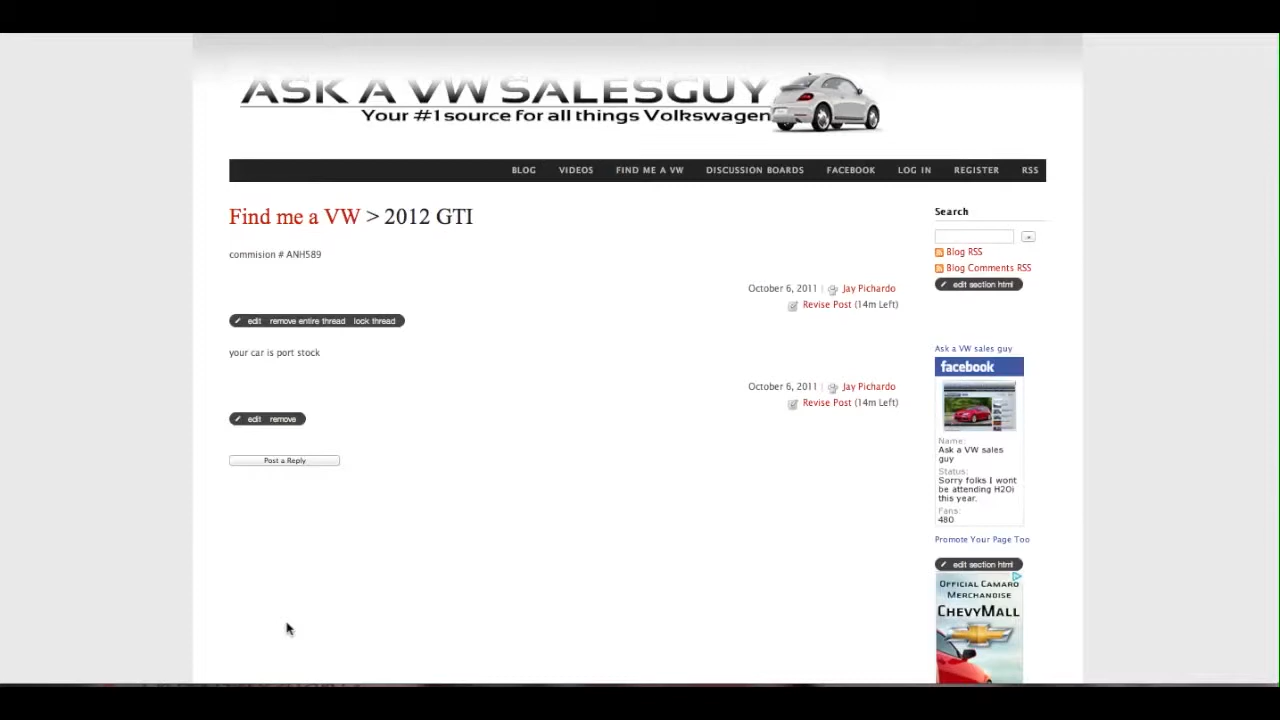 ASK A VW SALESGUY
Your #1 source for all things Volkswagen
BLOG VIDEOS FIND ME A VW DISCUSSION BOARDS FACEBOOK LOG IN REGISTER RSS
Find me a VW > 2012 GTI
commision # ANH589
October 6, 2011 | Jay Pichardo
Revise Post (14m Left)
edit remove entire thread lock thread
your car is port stock
October 6, 2011 | Jay Pichardo
Revise Post (14m Left)
edit remove
Post a Reply
Search
Blog RSS
Blog Comments RSS
edit section html
Ask a VW sales guy
facebook
Name:
Ask a VW sales
guy
Status:
Sorry folks I wont
be attending H2Oi
this year.
Fans:
480
Promote Your Page Too
edit section html
OFFICIAL CAMARO
MERCHANDISE
CHEVYMALL